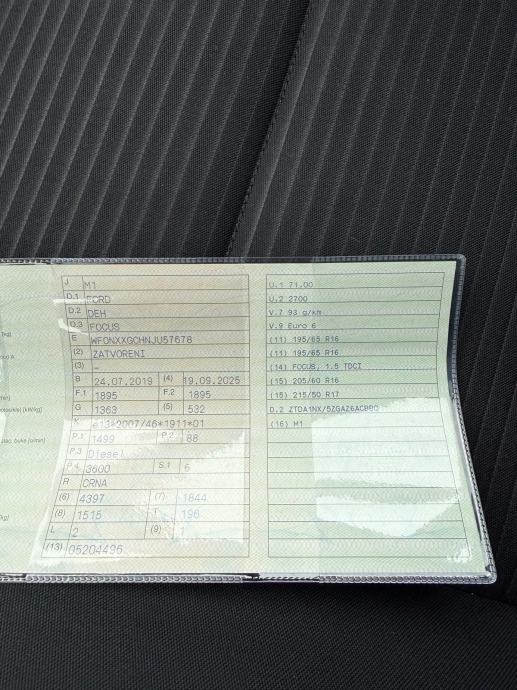 J M1
D.1 FORD
D.2 DEH
D.3 FOCUS
E WF0NXXGCHNJU57678
(2) ZATVORENI
(3) –
B 24.07.2019 (4) 19.09.2025
F.1 1895 F.2 1895
G 1363 (5) 532
K e13*2007/46*1911*01
P.1 1499 P.2 88
P.3 Diesel
P.4 3600 S.1 5
R CRNA
(6) 4397 (7) 1844
(8) 1515 T 196
L 2 (9) 1
(13) 05204496
U.1 71.00
U.2 2700
V.7 93 g/km
V.9 Euro 6
(11) 195/65 R16
(11) 195/65 R16
(14) FOCUS, 1.5 TDCI
(15) 205/60 R16
(15) 215/50 R17
D.2 ZTDA1NX/5ZGAZ6ACBBC
(16) M1